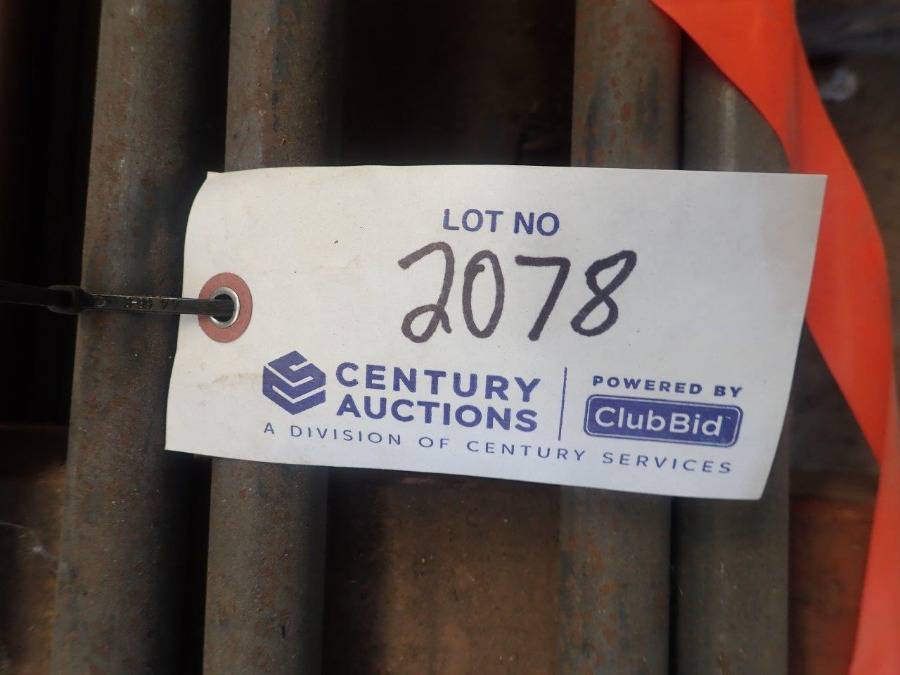 LOT NO
2078
CENTURY
AUCTIONS
A DIVISION OF CENTURY SERVICES
POWERED BY
ClubBid